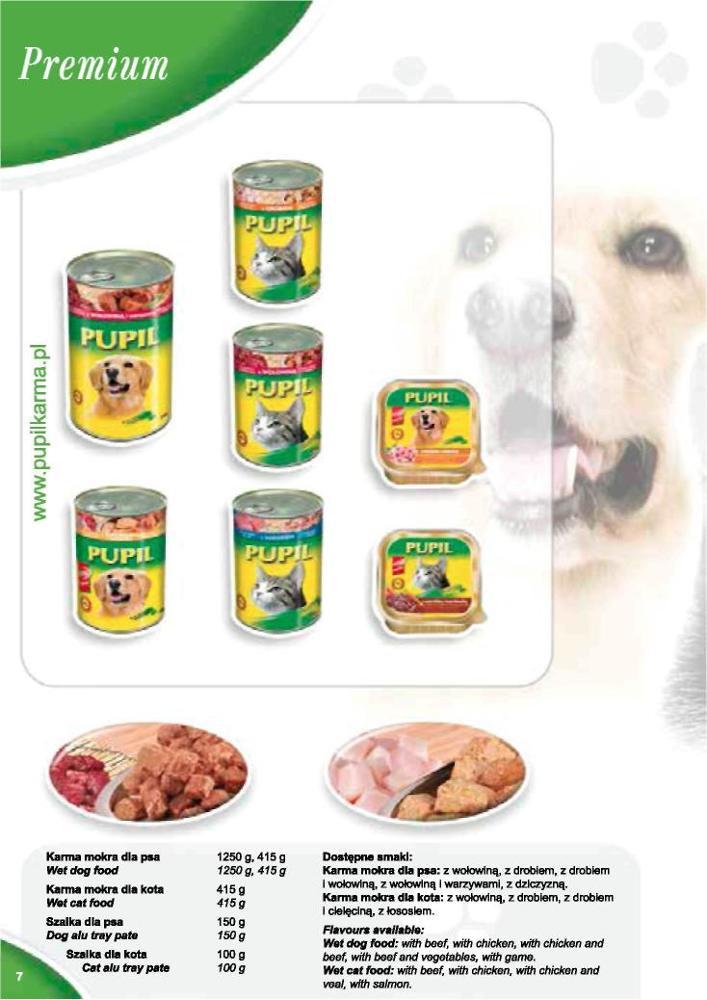 Premium
www.pupilkarma.pl
PUPIL
PUPIL
Z WOŁOWINĄ
PUPIL
PUPIL
PUPIL
PUPIL
PUPIL
Karma mokra dla psa 1250 g, 415 g
Wet dog food 1250 g, 415 g
Karma mokra dla kota 415 g
Wet cat food 415 g
Szalka dla psa 150 g
Dog alu tray pate 150 g
Szalka dla kota 100 g
Cat alu tray pate 100 g
Dostępne smaki:
Karma mokra dla psa: z wołowiną, z drobiem, z drobiem
i wołowiną, z wołowiną i warzywami, z dziczyzną.
Karma mokra dla kota: z wołowiną, z drobiem, z drobiem
i cielęciną, z łososiem.
Flavours available:
Wet dog food: with beef, with chicken, with chicken and
beef, with beef and vegetables, with game.
Wet cat food: with beef, with chicken, with chicken and
veal, with salmon.
7